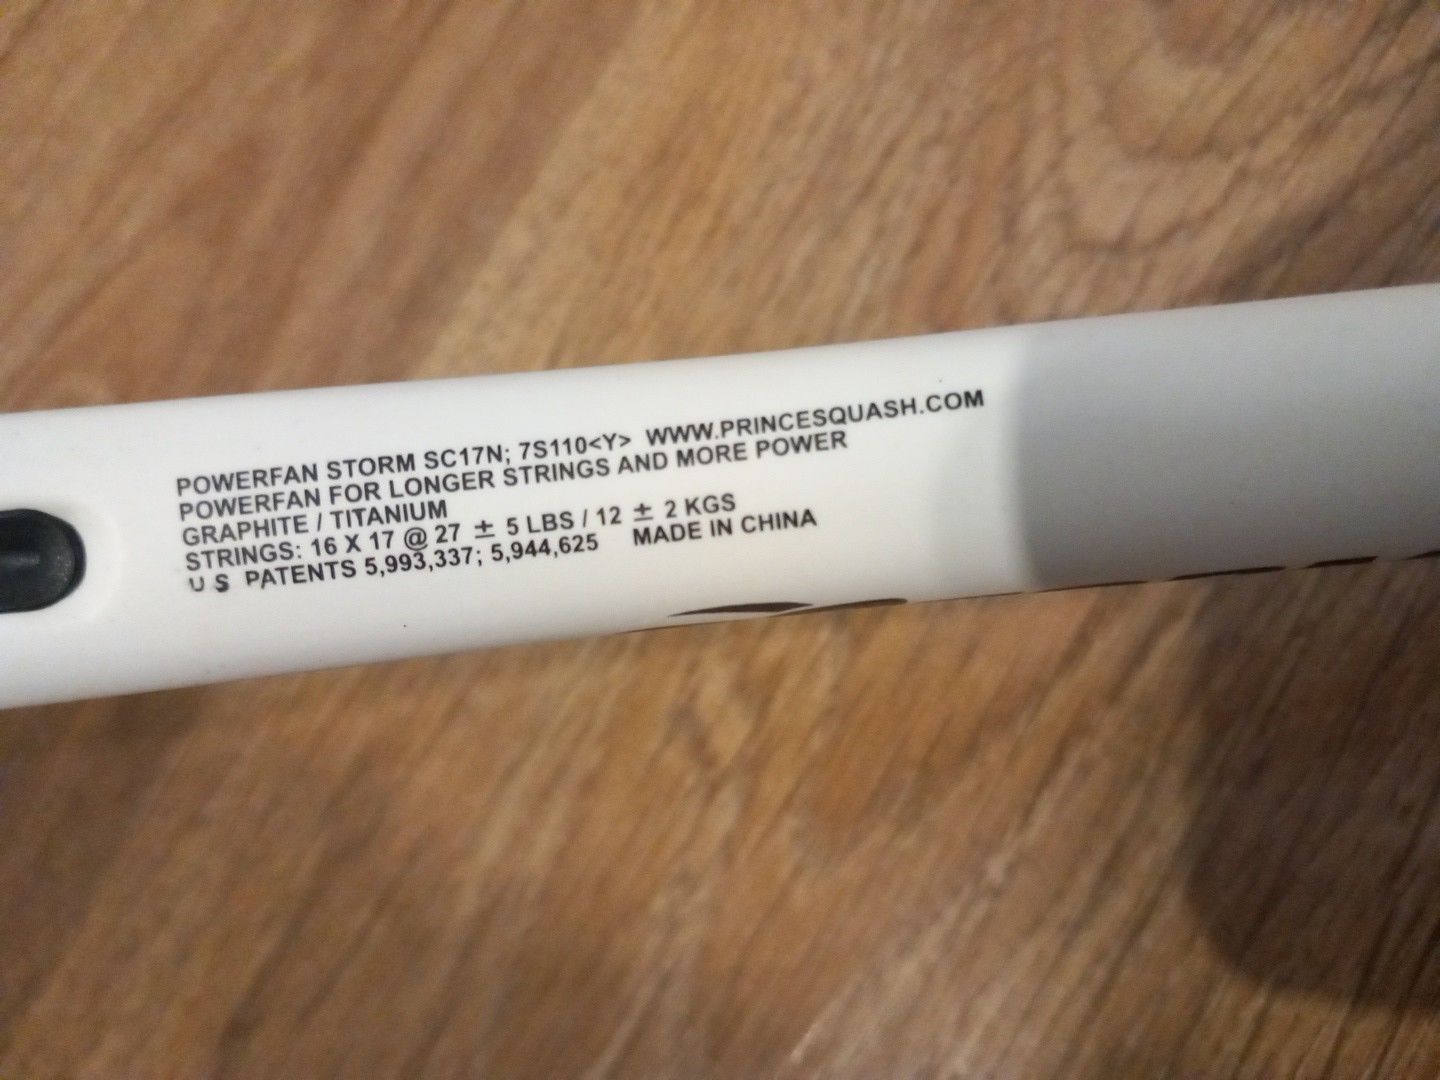 POWERFAN STORM SC17N; 7S110<Y> WWW.PRINCESQUASH.COM
POWERFAN FOR LONGER STRINGS AND MORE POWER
GRAPHITE / TITANIUM
STRINGS: 16 X 17 @ 27 ± 5 LBS / 12 ± 2 KGS
U S PATENTS 5,993,337; 5,944,625 MADE IN CHINA